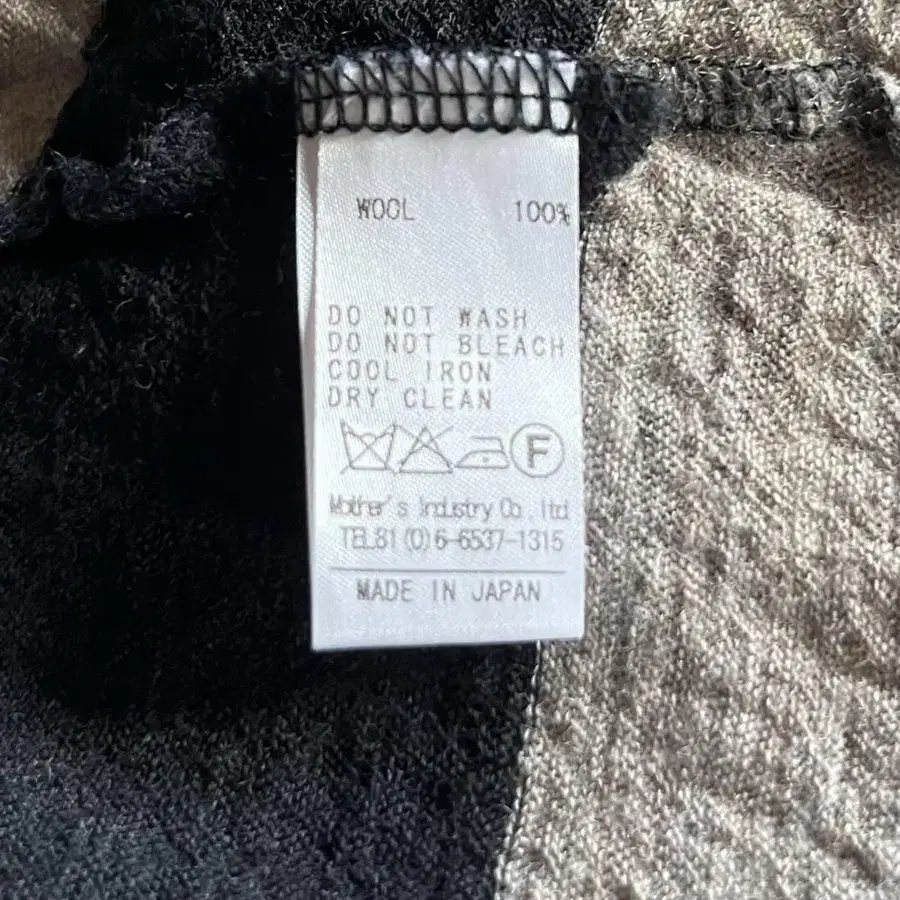 WOOL 100%
DO NOT WASH
DO NOT BLEACH
COOL IRON
DRY CLEAN
F
Mother's Industry Co. ltd
TEL81(0)6-6537-1315
MADE IN JAPAN